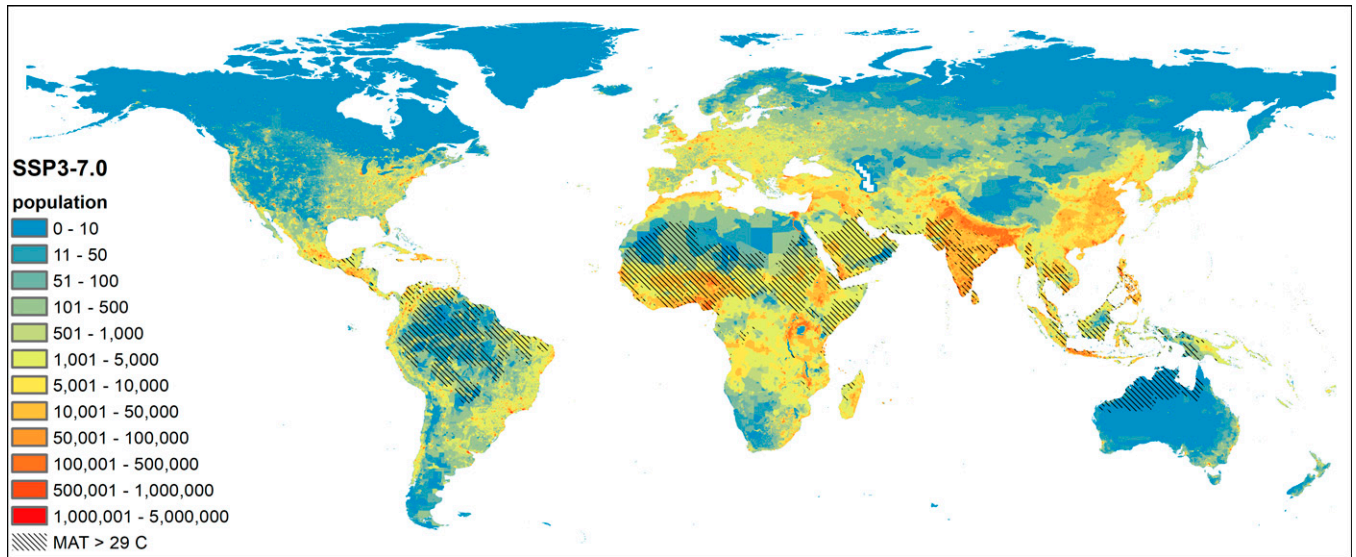 SSP3-7.0
population
0 - 10
11 - 50
51 - 100
101 - 500
501 - 1,000
1,001 - 5,000
5,001 - 10,000
10,001 - 50,000
50,001 - 100,000
100,001 - 500,000
500,001 - 1,000,000
1,000,001 - 5,000,000
MAT > 29 C